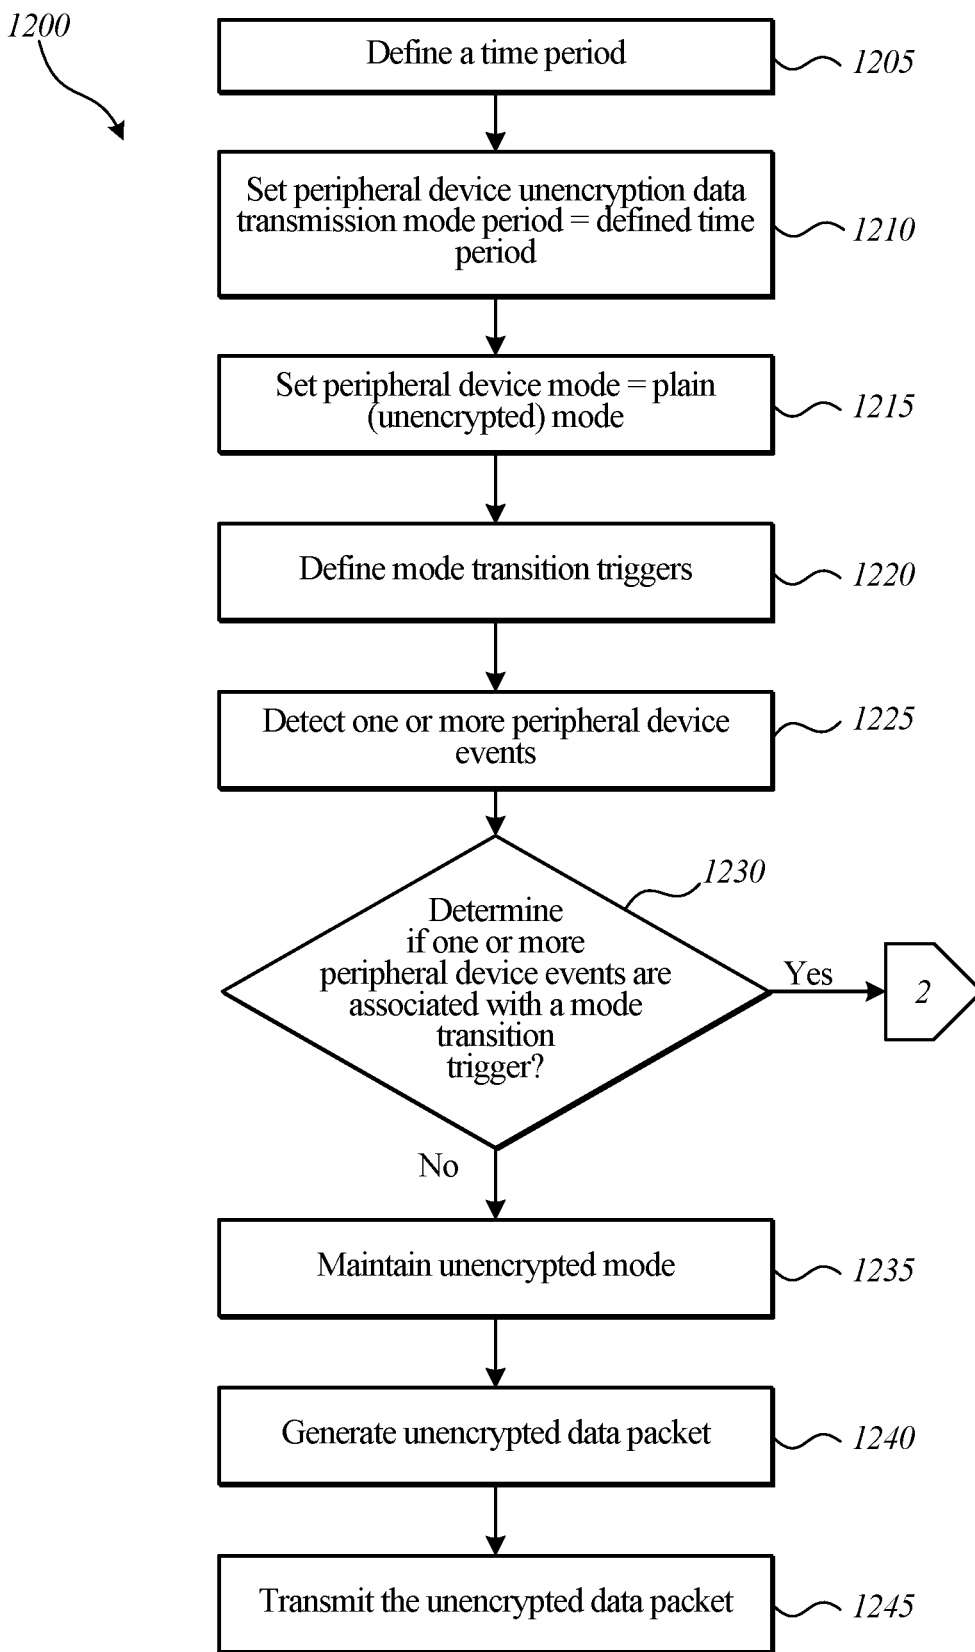 1200
Define a time period
1205
Set peripheral device unencryption data
transmission mode period = defined time
period
1210
Set peripheral device mode = plain
(unencrypted) mode
1215
Define mode transition triggers
1220
Detect one or more peripheral device
events
1225
1230
Determine
if one or more
peripheral device events are
associated with a mode
transition
trigger?
Yes
2
No
Maintain unencrypted mode
1235
Generate unencrypted data packet
1240
Transmit the unencrypted data packet
1245